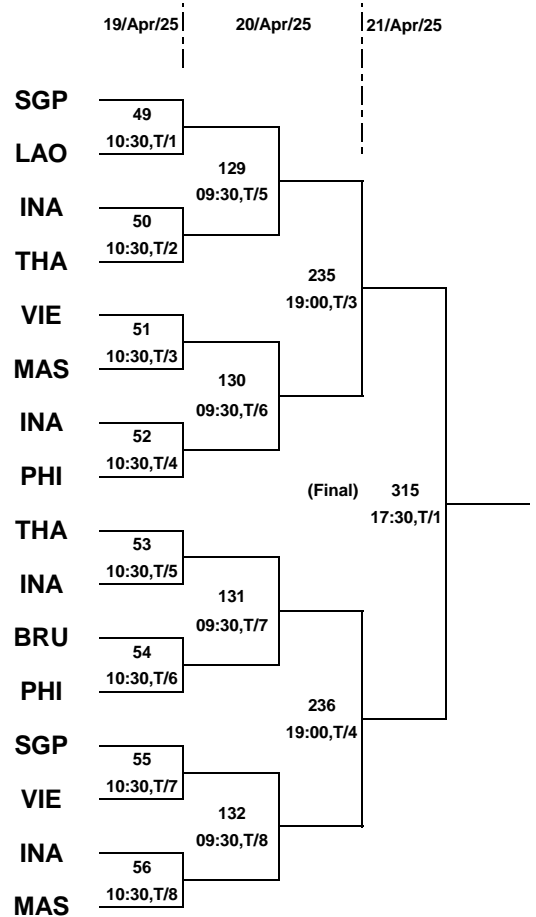 19/Apr/25 20/Apr/25 21/Apr/25
SGP
49
10:30,T/1
LAO
129
09:30,T/5
INA
50
10:30,T/2
THA
235
19:00,T/3
VIE
51
10:30,T/3
MAS
130
09:30,T/6
INA
52
10:30,T/4
PHI
(Final) 315
17:30,T/1
THA
53
10:30,T/5
INA
131
09:30,T/7
BRU
54
10:30,T/6
PHI
236
19:00,T/4
SGP
55
10:30,T/7
VIE
132
09:30,T/8
INA
56
10:30,T/8
MAS